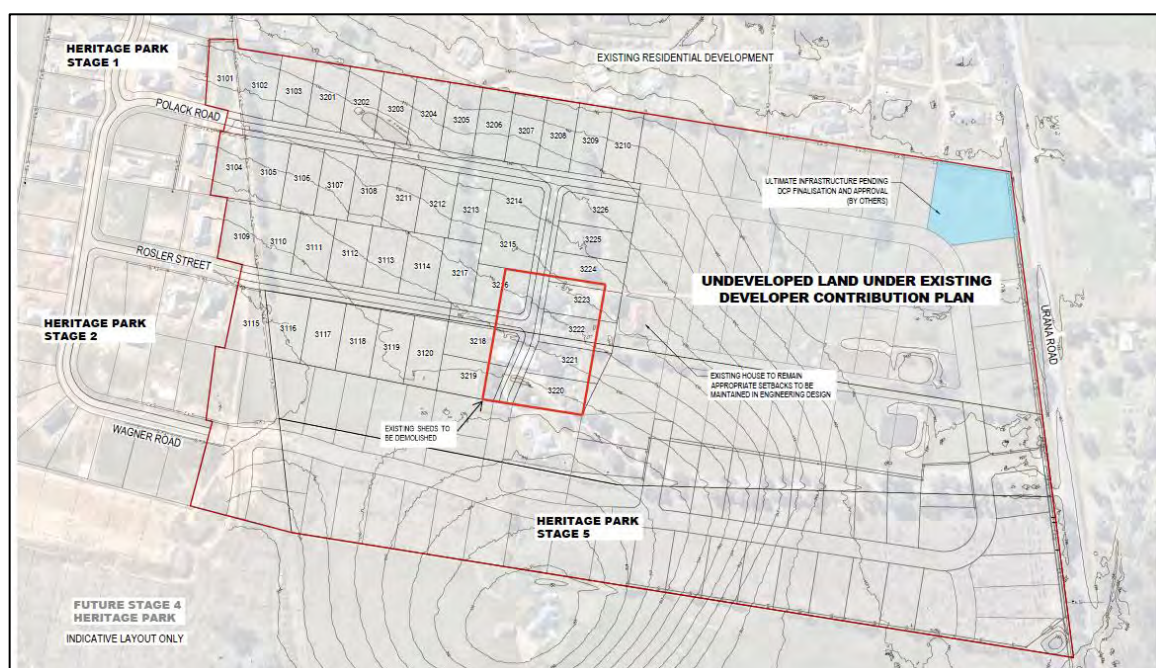 HERITAGE PARK
STAGE 1
EXISTING RESIDENTIAL DEVELOPMENT
3101
3102
3103
3201
3202
3203
3204
3205
3206
3207
3208
3209
3210
POLACK ROAD
3104
3105
3106
3107
3108
3211
3212
3213
3214
3226
ULTIMATE INFRASTRUCTURE PENDING
DCP FINALISATION AND APPROVAL
(BY OTHERS)
3109
3110
3111
3112
3113
3114
3217
3215
3225
3224
3216
3223
ROSLER STREET
UNDEVELOPED LAND UNDER EXISTING
DEVELOPER CONTRIBUTION PLAN
URANA ROAD
HERITAGE PARK
STAGE 2
3115
3116
3117
3118
3119
3120
3218
3219
3222
3221
3220
EXISTING HOUSE TO REMAIN
APPROPRIATE SETBACKS TO BE
MAINTAINED IN ENGINEERING DESIGN
EXISTING SHEDS TO
BE DEMOLISHED
WAGNER ROAD
HERITAGE PARK
STAGE 5
FUTURE STAGE 4
HERITAGE PARK
INDICATIVE LAYOUT ONLY